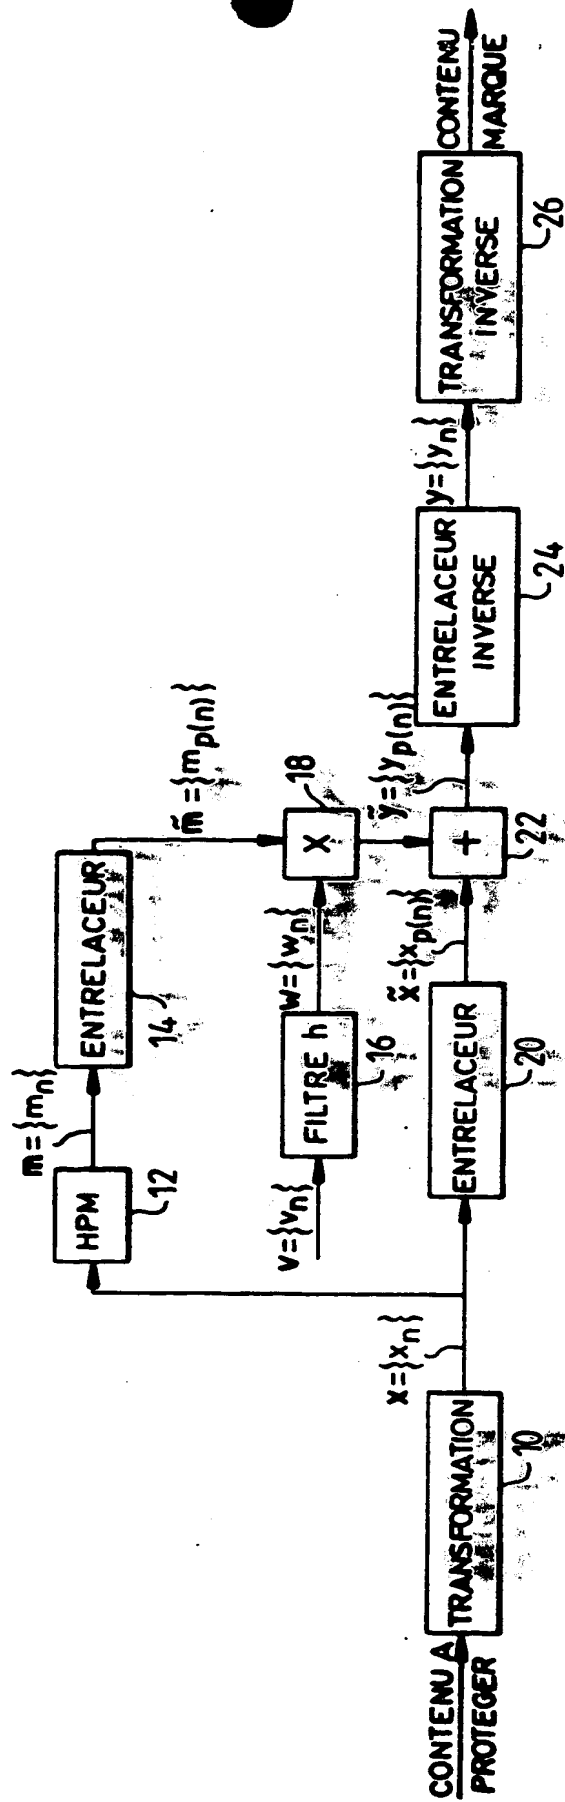 CONTENU A
PROTEGER
TRANSFORMATION
10
x={xn}
HPM
12
m={mn}
ENTRELACEUR
14
m̃={mp(n)}
v={vn}
FILTRE h
16
w={wn}
X
18
ENTRELACEUR
20
x̃={xp(n)}
+
22
ỹ={yp(n)}
ENTRELACEUR
INVERSE
24
y={yn}
TRANSFORMATION
INVERSE
26
CONTENU
MARQUE